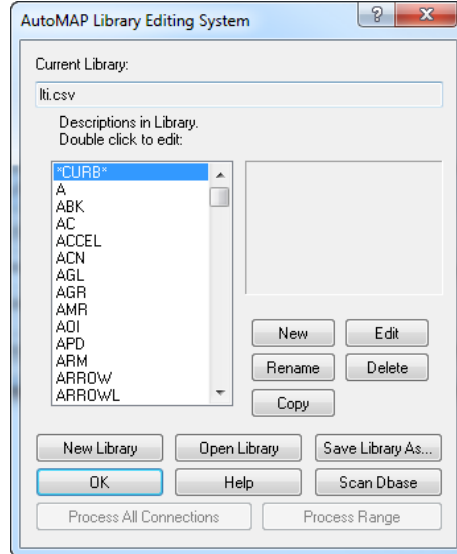 AutoMAP Library Editing System
?
Current Library:
lti.csv
Descriptions in Library.
Double click to edit:
*CURB*
A
ABK
AC
ACCEL
ACN
AGL
AGR
AMR
AOI
APD
ARM
ARROW
ARROWL
New Edit
Rename Delete
Copy
New Library Open Library Save Library As...
OK Help Scan Dbase
Process All Connections Process Range